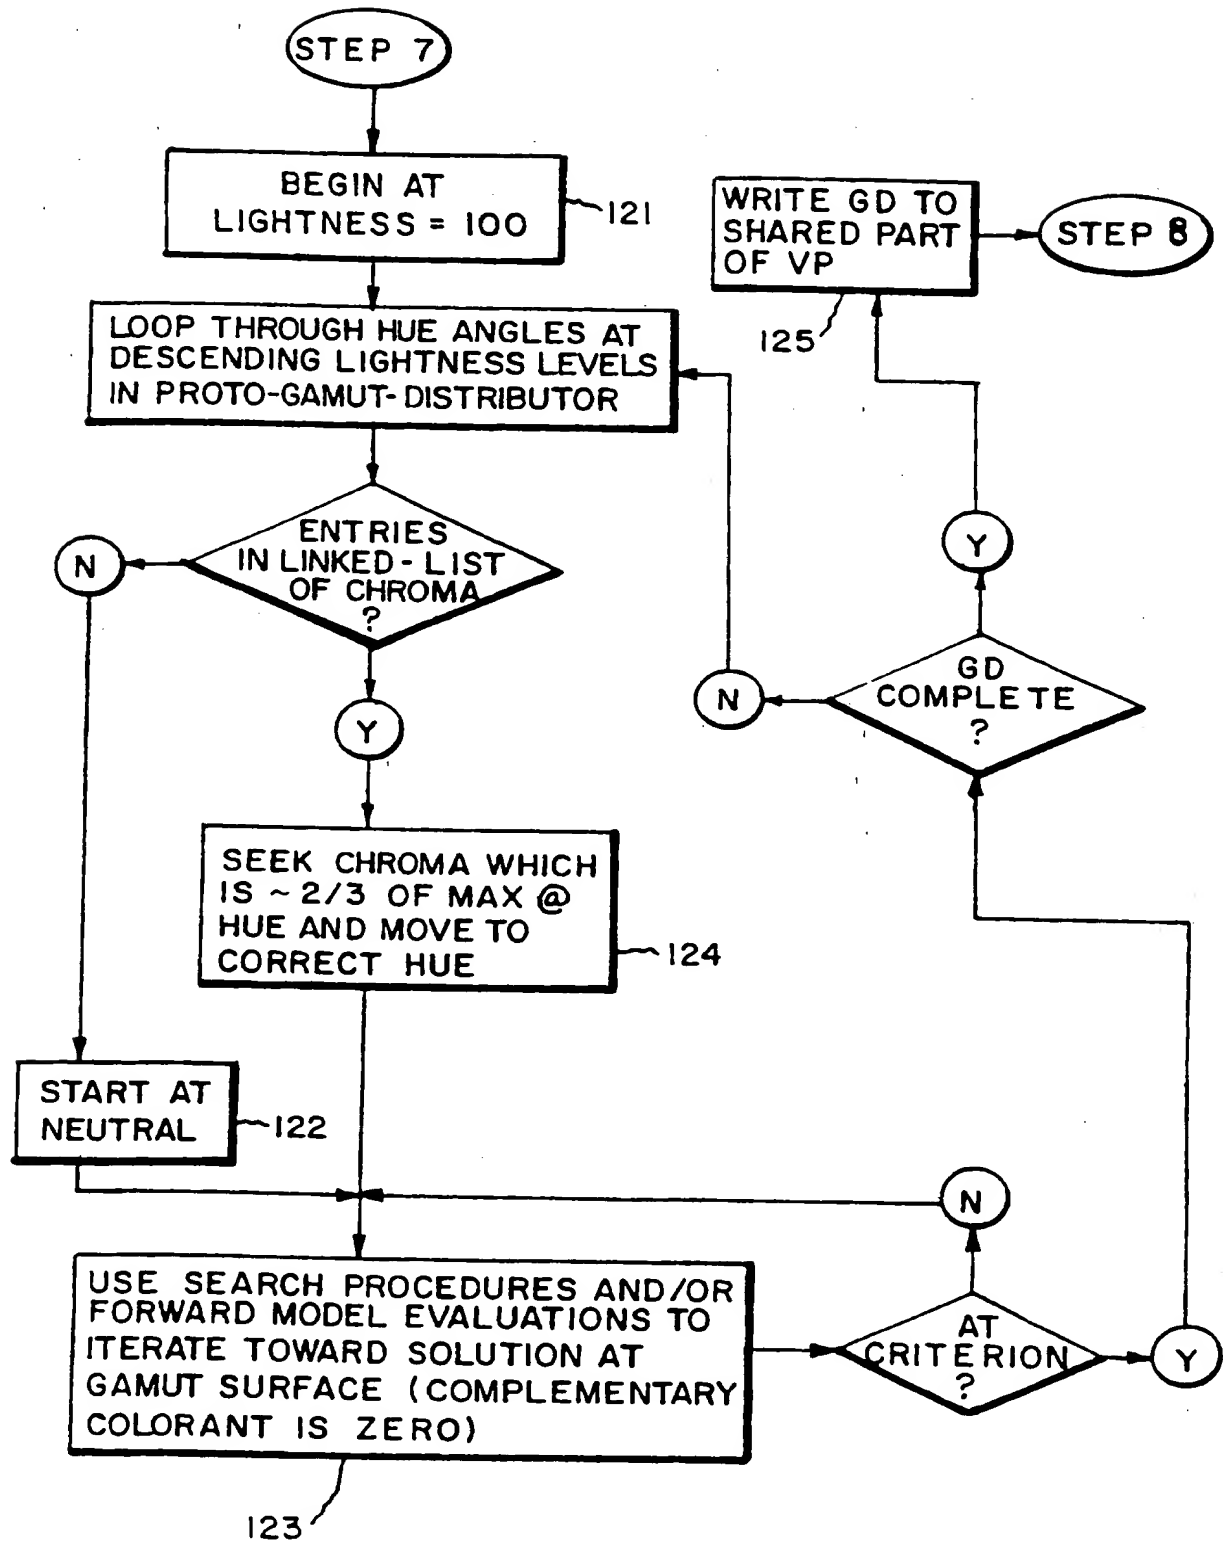 STEP 7
BEGIN AT
LIGHTNESS = 100
121
LOOP THROUGH HUE ANGLES AT
DESCENDING LIGHTNESS LEVELS
IN PROTO-GAMUT-DISTRIBUTOR
ENTRIES
IN LINKED-LIST
OF CHROMA
?
N
Y
SEEK CHROMA WHICH
IS ~ 2/3 OF MAX @
HUE AND MOVE TO
CORRECT HUE
124
START AT
NEUTRAL
122
USE SEARCH PROCEDURES AND/OR
FORWARD MODEL EVALUATIONS TO
ITERATE TOWARD SOLUTION AT
GAMUT SURFACE (COMPLEMENTARY
COLORANT IS ZERO)
123
AT
CRITERION
?
N
Y
GD
COMPLETE
?
N
Y
WRITE GD TO
SHARED PART
OF VP
125
STEP 8